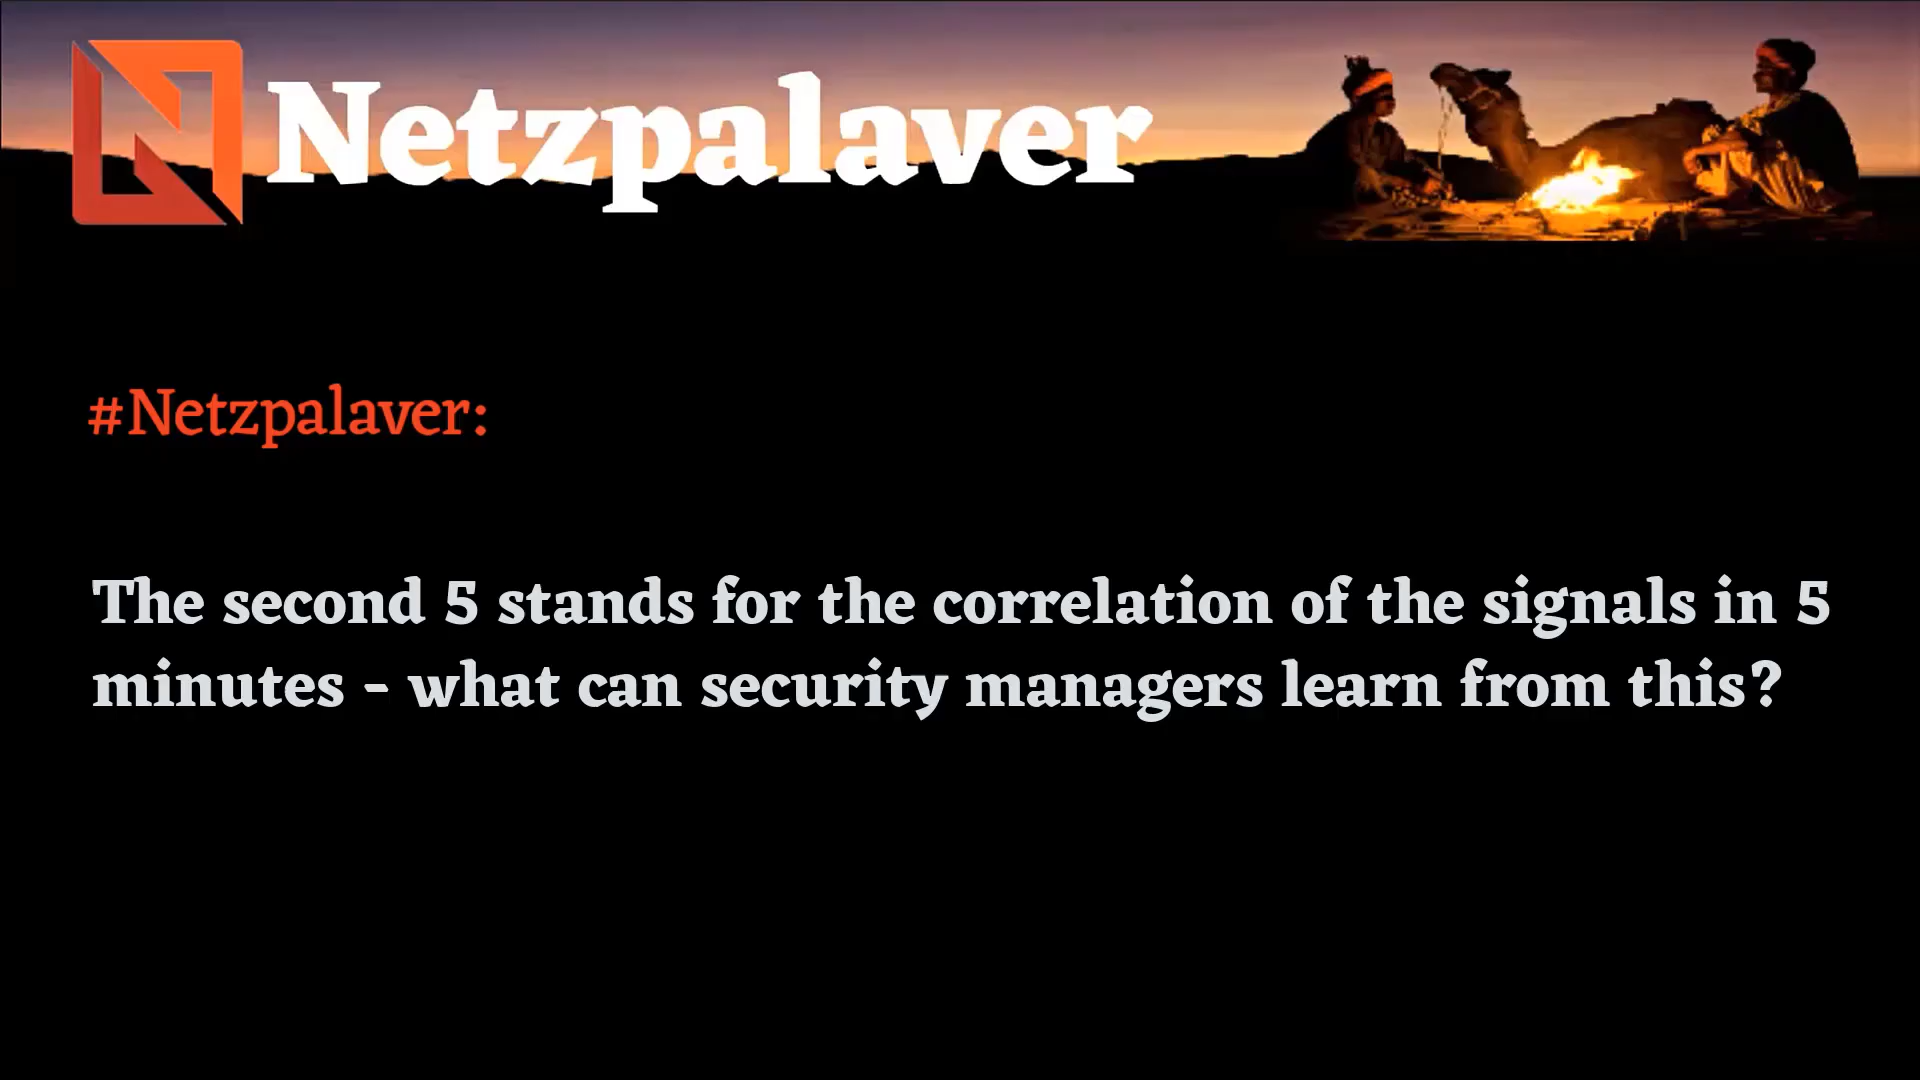 Netzpalaver
#Netzpalaver:
The second 5 stands for the correlation of the signals in 5
minutes - what can security managers learn from this?